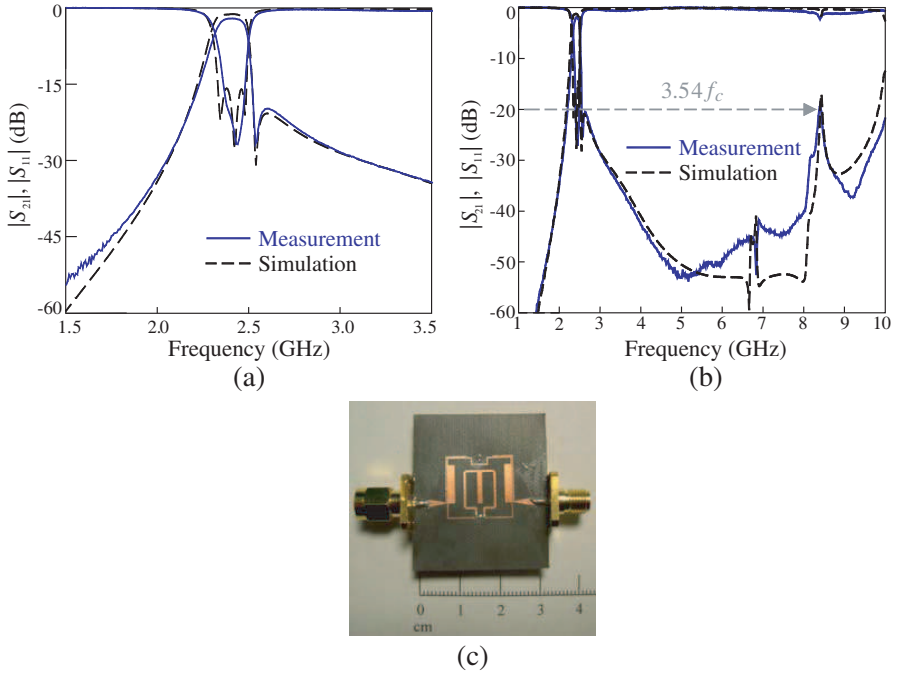 0
-15
-30
-45
-60
|S21|, |S11| (dB)
Measurement
Simulation
1.5 2.0 2.5 3.0 3.5
Frequency (GHz)
(a)
0
-10
-20
-30
-40
-50
-60
|S21|, |S11| (dB)
3.54fc
Measurement
Simulation
1 2 3 4 5 6 7 8 9 10
Frequency (GHz)
(b)
0 1 2 3 4
cm
(c)